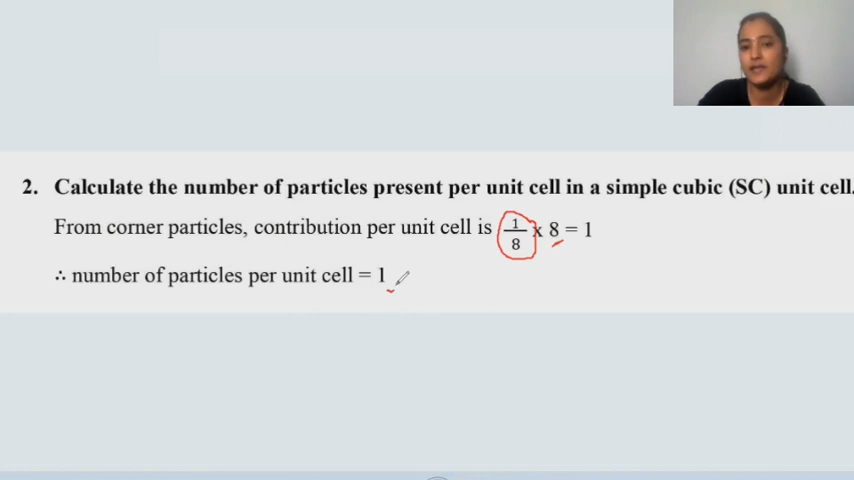 2. Calculate the number of particles present per unit cell in a simple cubic (SC) unit cell.
From corner particles, contribution per unit cell is 1/8 x 8 = 1
∴ number of particles per unit cell = 1